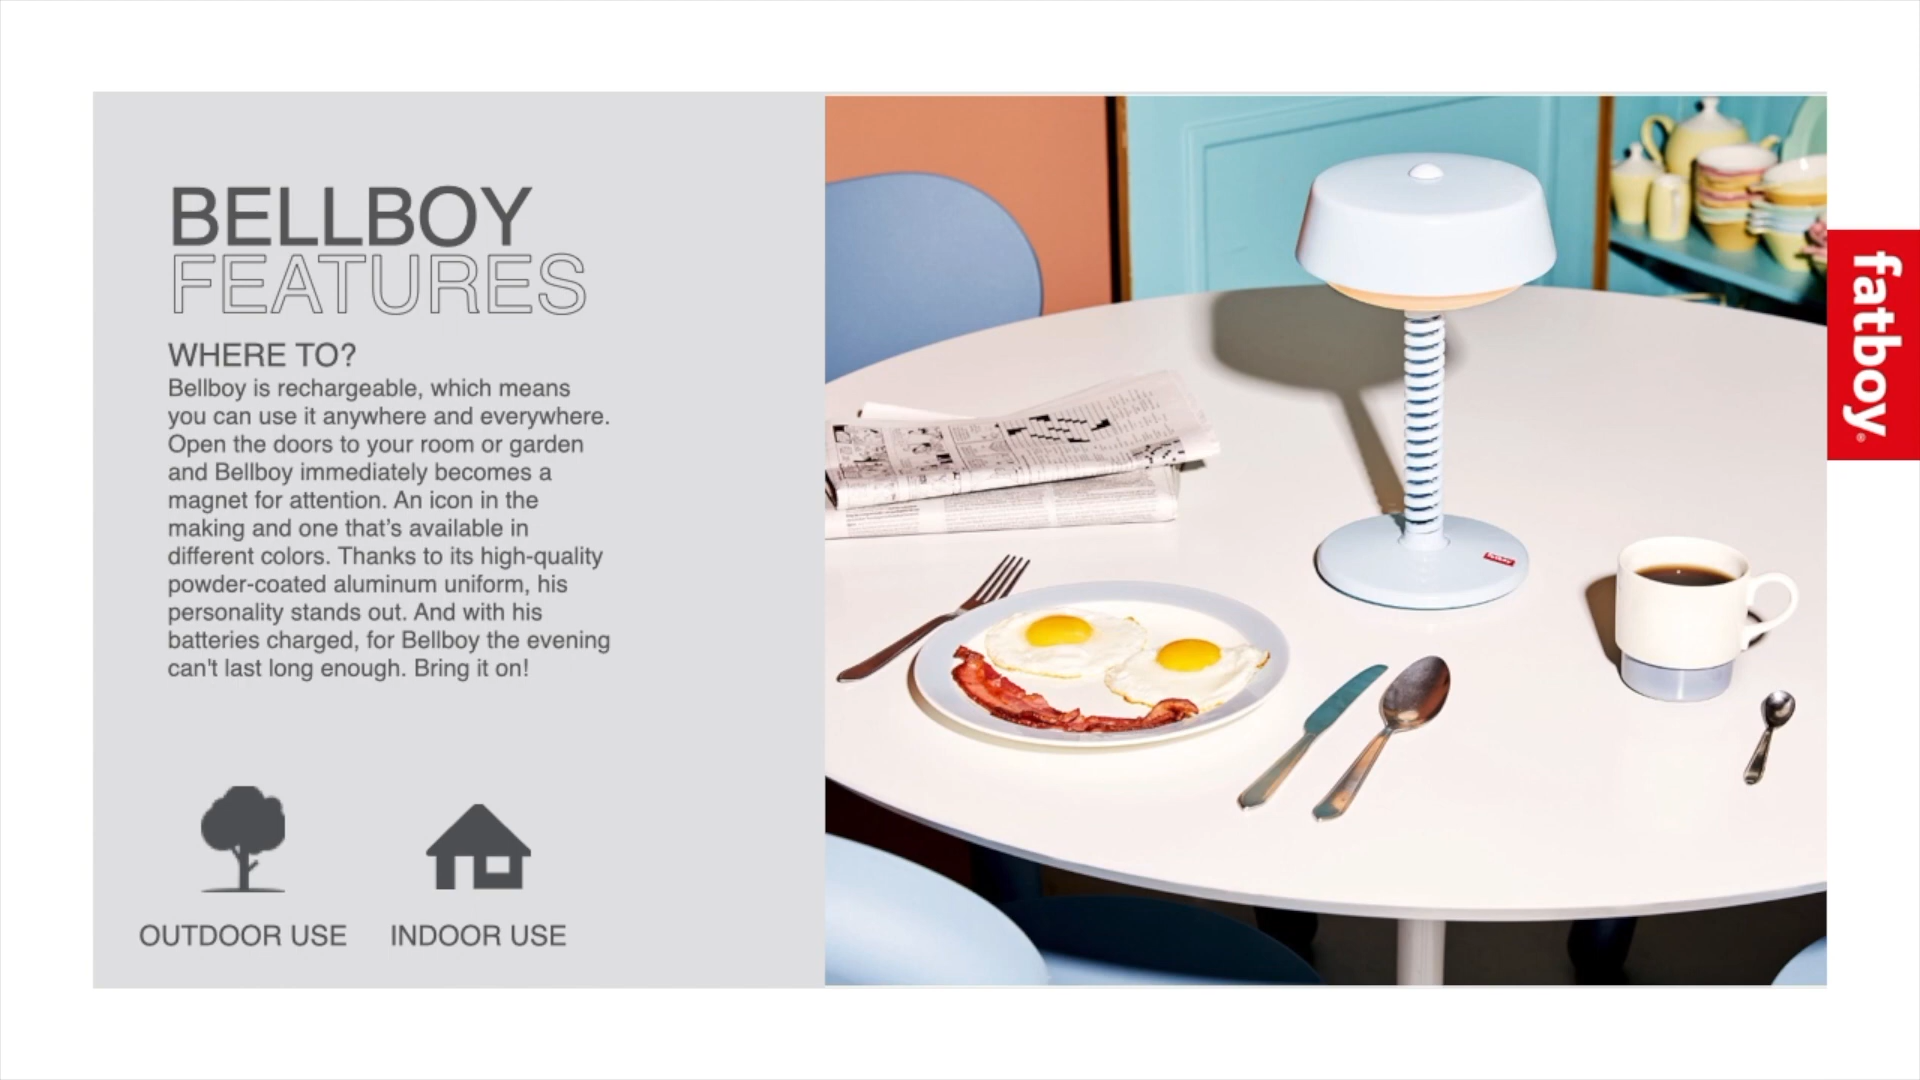 BELLBOY
FEATURES
WHERE TO?
Bellboy is rechargeable, which means
you can use it anywhere and everywhere.
Open the doors to your room or garden
and Bellboy immediately becomes a
magnet for attention. An icon in the
making and one that’s available in
different colors. Thanks to its high-quality
powder-coated aluminum uniform, his
personality stands out. And with his
batteries charged, for Bellboy the evening
can't last long enough. Bring it on!
OUTDOOR USE
INDOOR USE
fatboy®